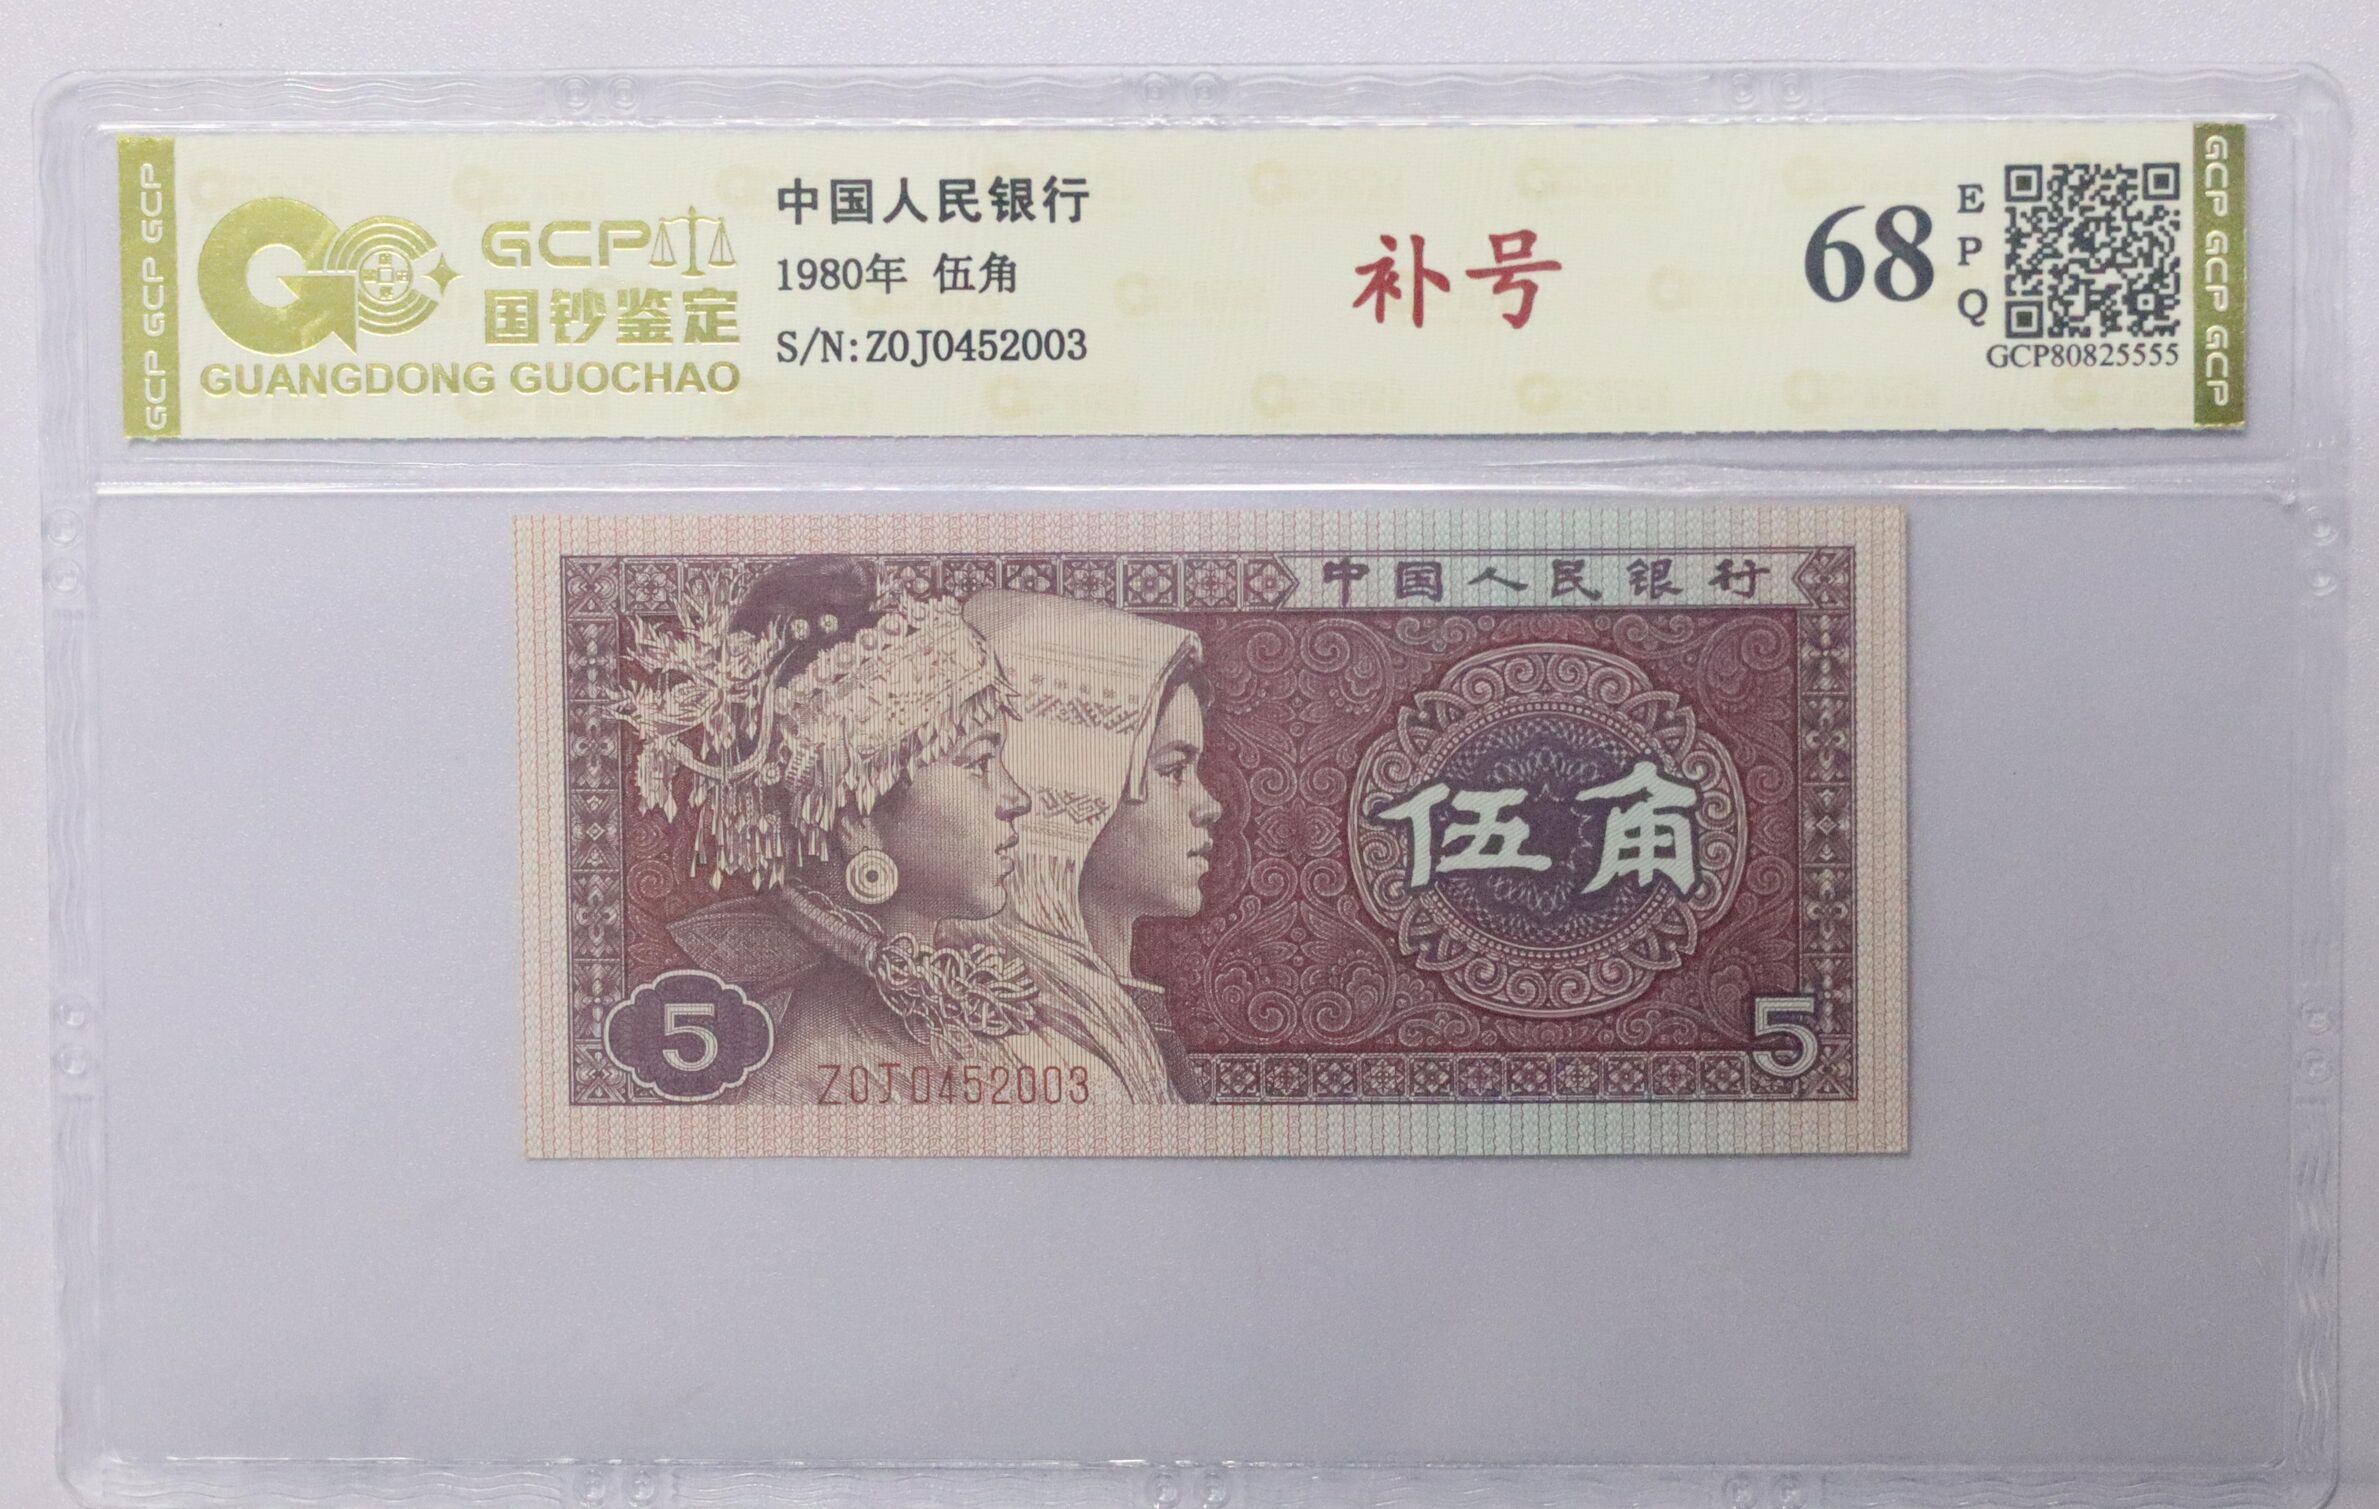 GCP GCP GCP
GCP
国钞鉴定
GUANGDONG GUOCHAO
中国人民银行
1980年 伍角
S/N:Z0J0452003
补号
68
EPQ
GCP80825555
GCP GCP GCP
中国人民银行
伍角
5
5
Z0J0452003